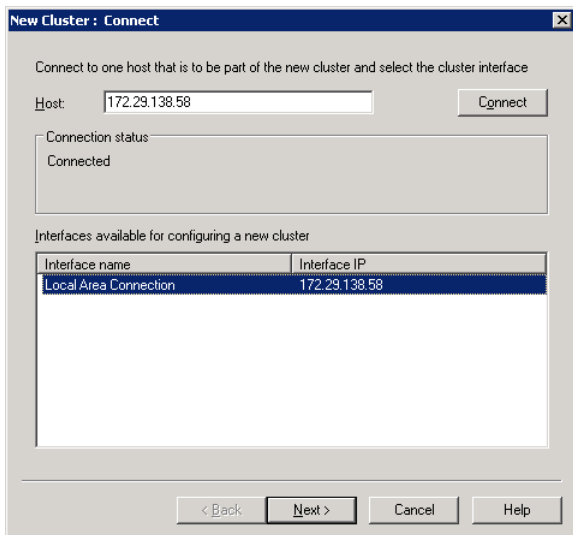 New Cluster : Connect
Connect to one host that is to be part of the new cluster and select the cluster interface
Host: 172.29.138.58 Connect
Connection status
Connected
Interfaces available for configuring a new cluster
Interface name Interface IP
Local Area Connection 172.29.138.58
< Back Next > Cancel Help